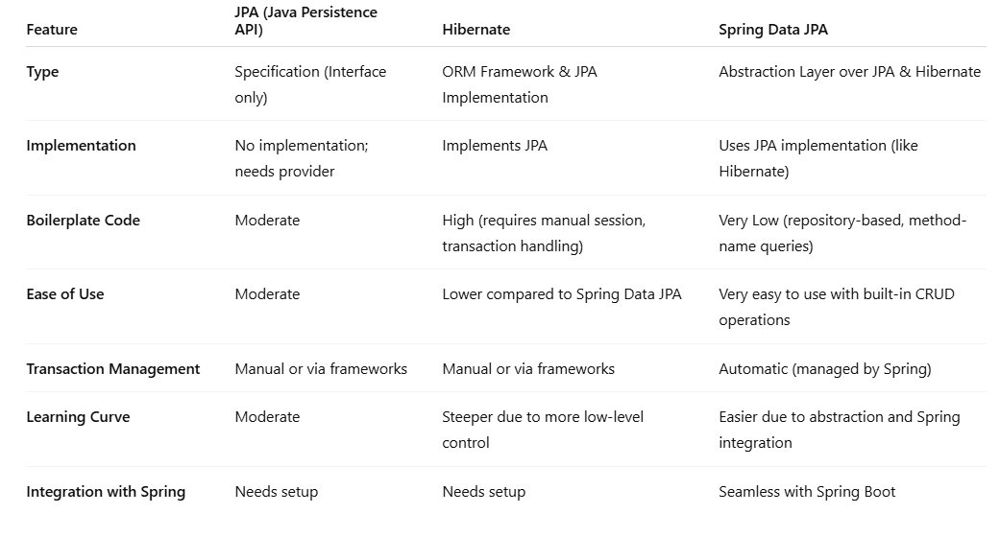 Feature JPA (Java Persistence API) Hibernate Spring Data JPA
Type Specification (Interface only) ORM Framework & JPA Implementation Abstraction Layer over JPA & Hibernate
Implementation No implementation; needs provider Implements JPA Uses JPA implementation (like Hibernate)
Boilerplate Code Moderate High (requires manual session, transaction handling) Very Low (repository-based, method-name queries)
Ease of Use Moderate Lower compared to Spring Data JPA Very easy to use with built-in CRUD operations
Transaction Management Manual or via frameworks Manual or via frameworks Automatic (managed by Spring)
Learning Curve Moderate Steeper due to more low-level control Easier due to abstraction and Spring integration
Integration with Spring Needs setup Needs setup Seamless with Spring Boot